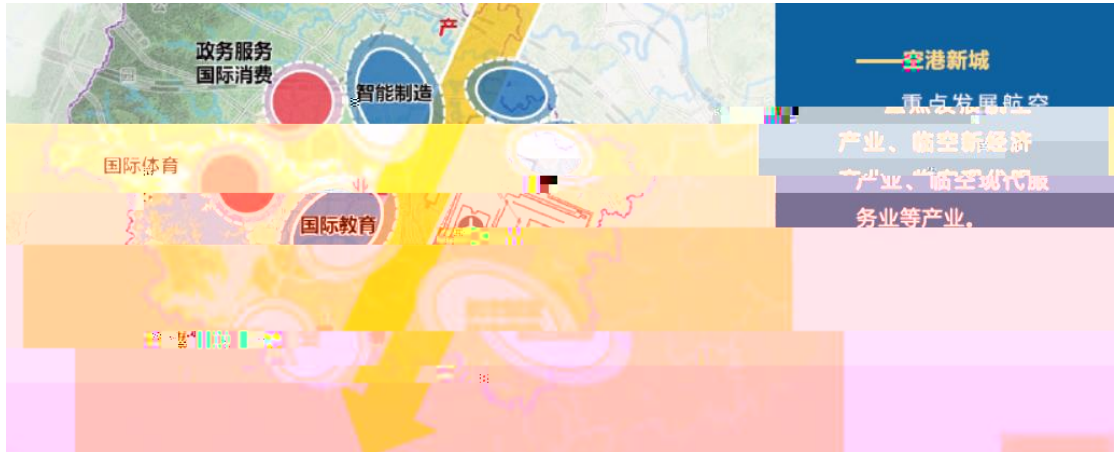 产
政务服务
国际消费
智能制造
国际体育
业
国际教育
空港新城
重点发展航空
产业、临空新经济
产业、临空现代服
务业等产业。